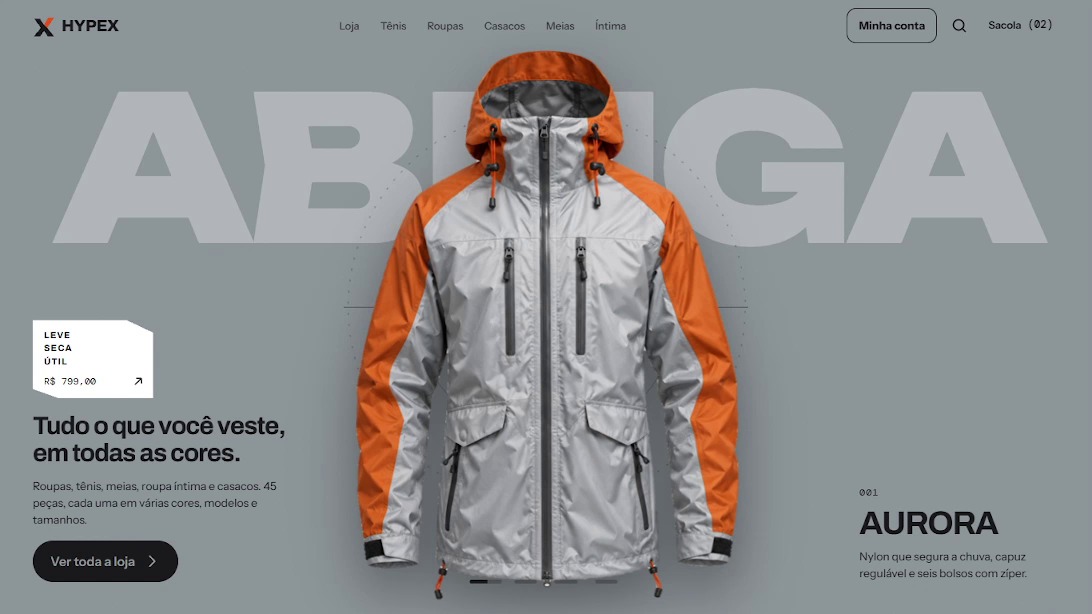 HYPEX
Loja Tênis Roupas Casacos Meias Íntima
Minha conta
Sacola (02)
LEVE
SECA
ÚTIL
R$ 799,00
Tudo o que você veste,
em todas as cores.
Roupas, tênis, meias, roupa íntima e casacos. 45
peças, cada uma em várias cores, modelos e
tamanhos.
Ver toda a loja
001
AURORA
Nylon que segura a chuva, capuz
regulável e seis bolsos com zíper.